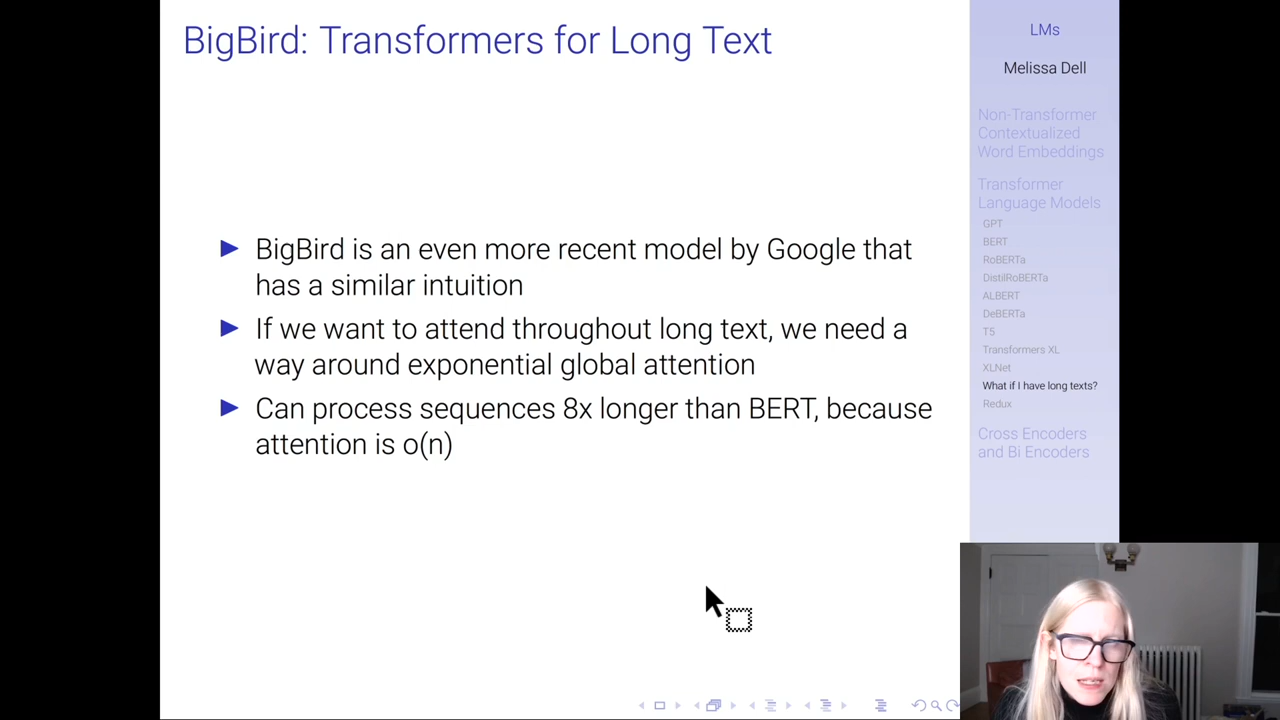 BigBird: Transformers for Long Text
BigBird is an even more recent model by Google that
has a similar intuition
If we want to attend throughout long text, we need a
way around exponential global attention
Can process sequences 8x longer than BERT, because
attention is o(n)
LMs
Melissa Dell
Non-Transformer
Contextualized
Word Embeddings
Transformer
Language Models
GPT
BERT
RoBERTa
DistilRoBERTa
ALBERT
DeBERTa
T5
Transformers XL
XLNet
What if I have long texts?
Redux
Cross Encoders
and Bi Encoders